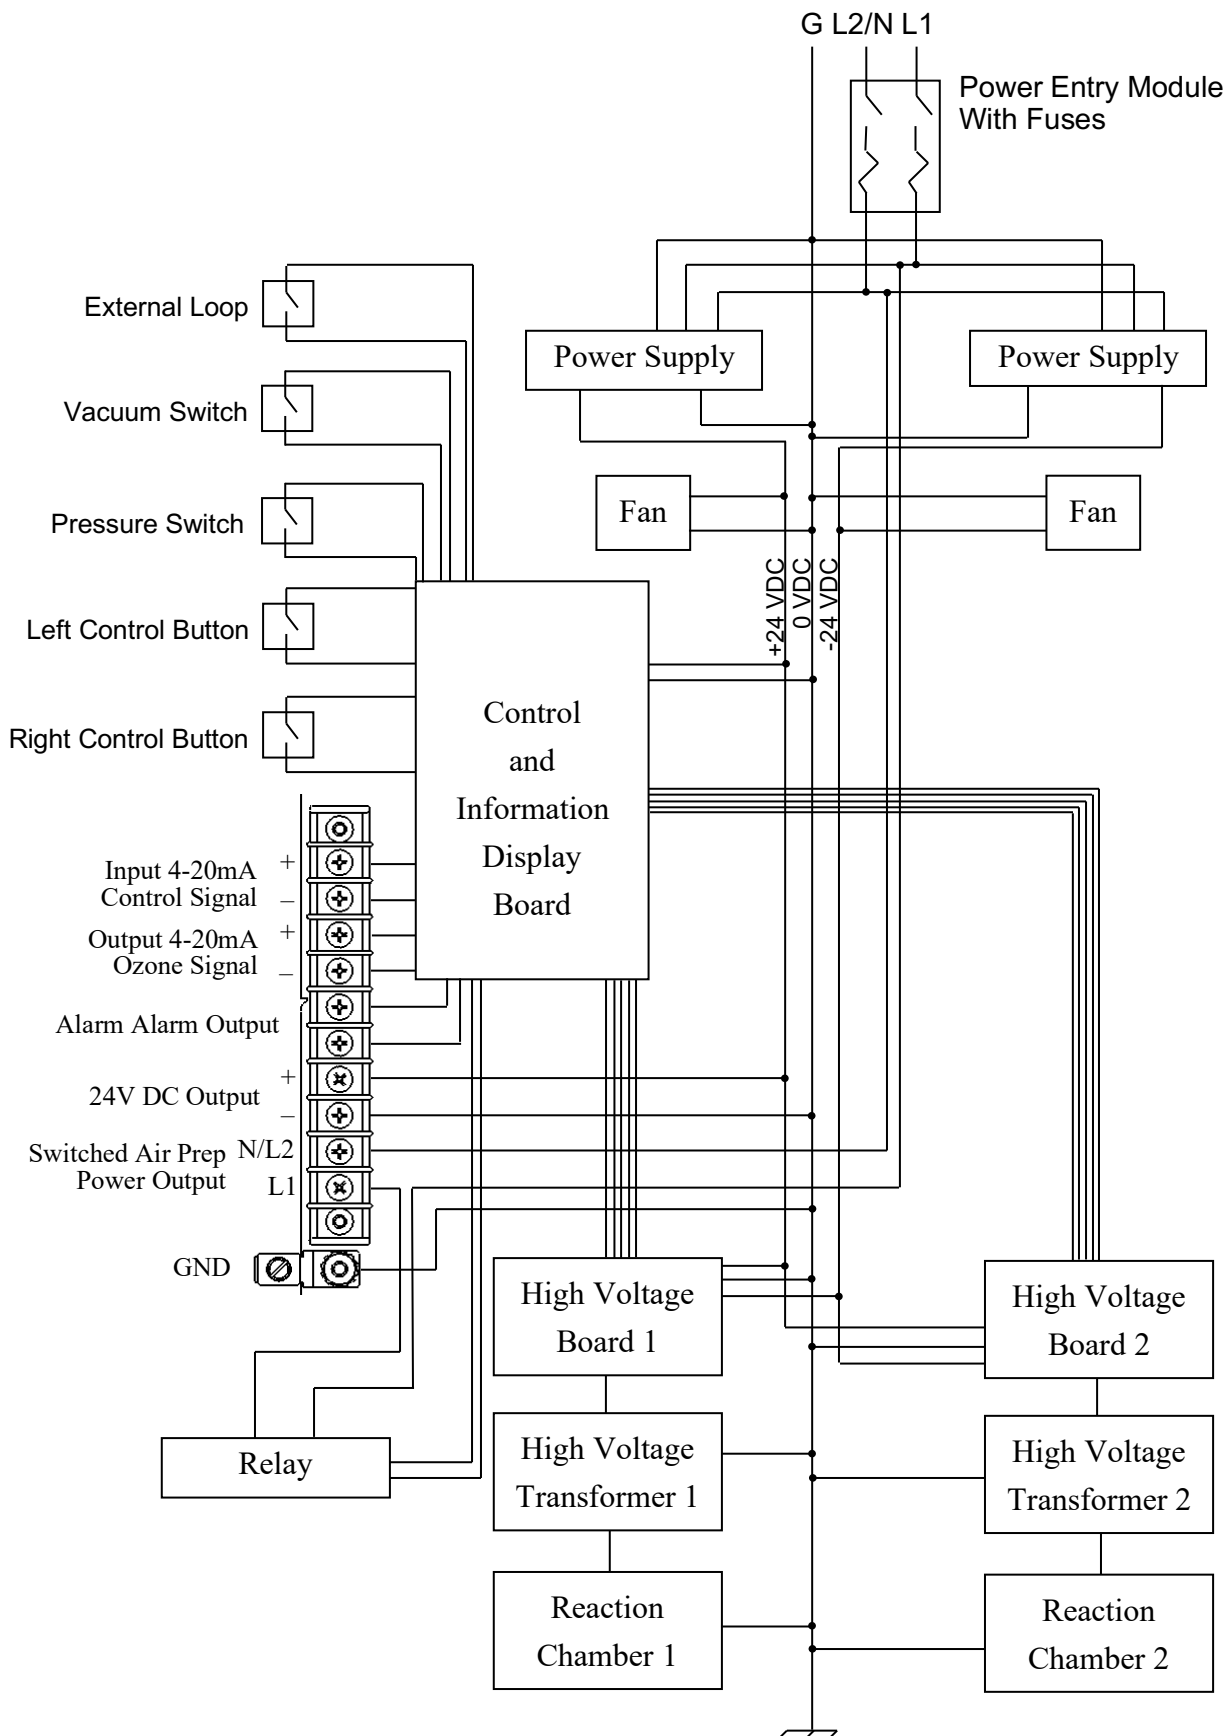 G L2/N L1
Power Entry Module
With Fuses
External Loop
Power Supply
Power Supply
Vacuum Switch
Pressure Switch
Fan
Fan
+24 VDC
0 VDC
-24 VDC
Left Control Button
Right Control Button
Control
and
Information
Display
Board
Input 4-20mA +
Control Signal –
Output 4-20mA +
Ozone Signal –
Alarm Alarm Output
+
24V DC Output
–
Switched Air Prep N/L2
Power Output L1
GND
High Voltage
Board 1
High Voltage
Board 2
Relay
High Voltage
Transformer 1
High Voltage
Transformer 2
Reaction
Chamber 1
Reaction
Chamber 2